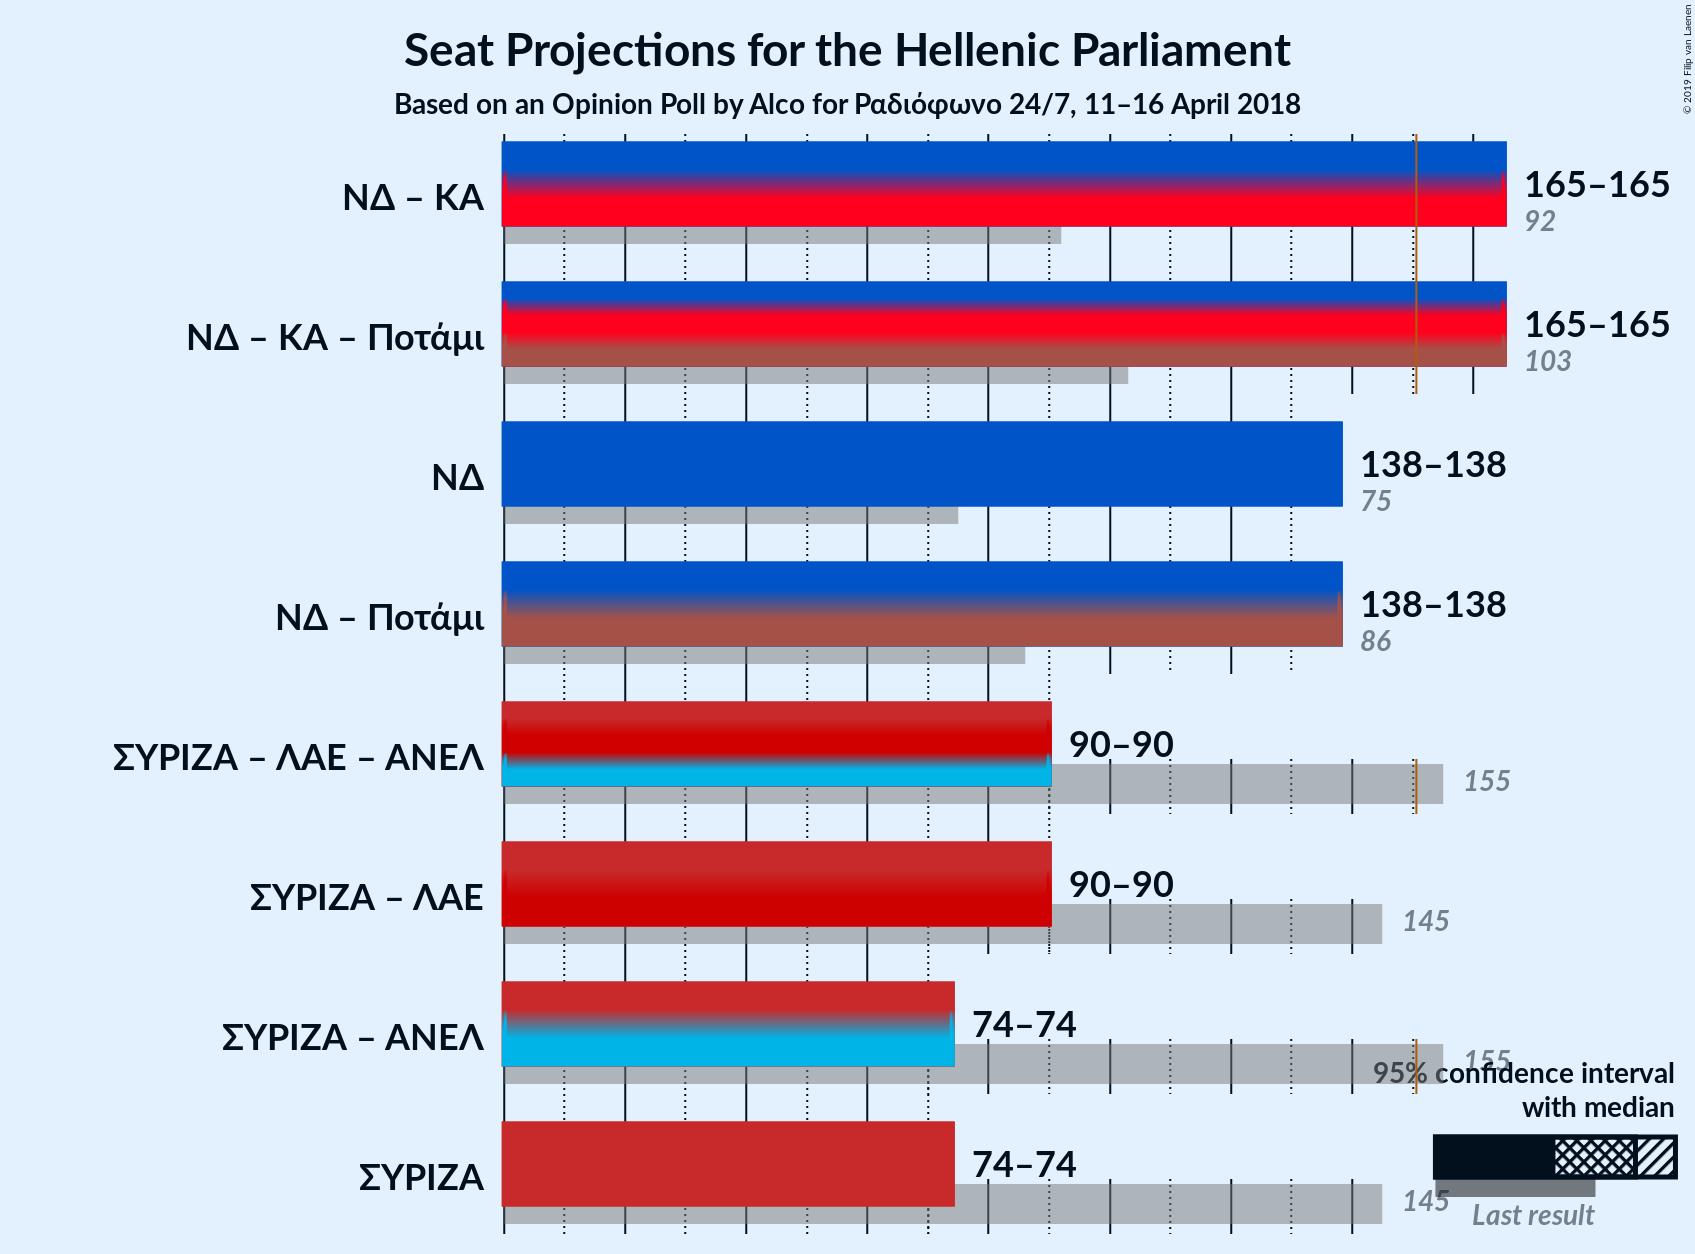 Seat Projections for the Hellenic Parliament
Based on an Opinion Poll by Alco for Ραδιόφωνο 24/7, 11–16 April 2018
© 2019 Filip van Laenen
ΝΔ – ΚΑ
165–165
92
ΝΔ – ΚΑ – Ποτάμι
165–165
103
ΝΔ
138–138
75
ΝΔ – Ποτάμι
138–138
86
ΣΥΡΙΖΑ – ΛΑΕ – ΑΝΕΛ
90–90
155
ΣΥΡΙΖΑ – ΛΑΕ
90–90
145
ΣΥΡΙΖΑ – ΑΝΕΛ
74–74
155
95% confidence interval
with median
ΣΥΡΙΖΑ
74–74
145
Last result